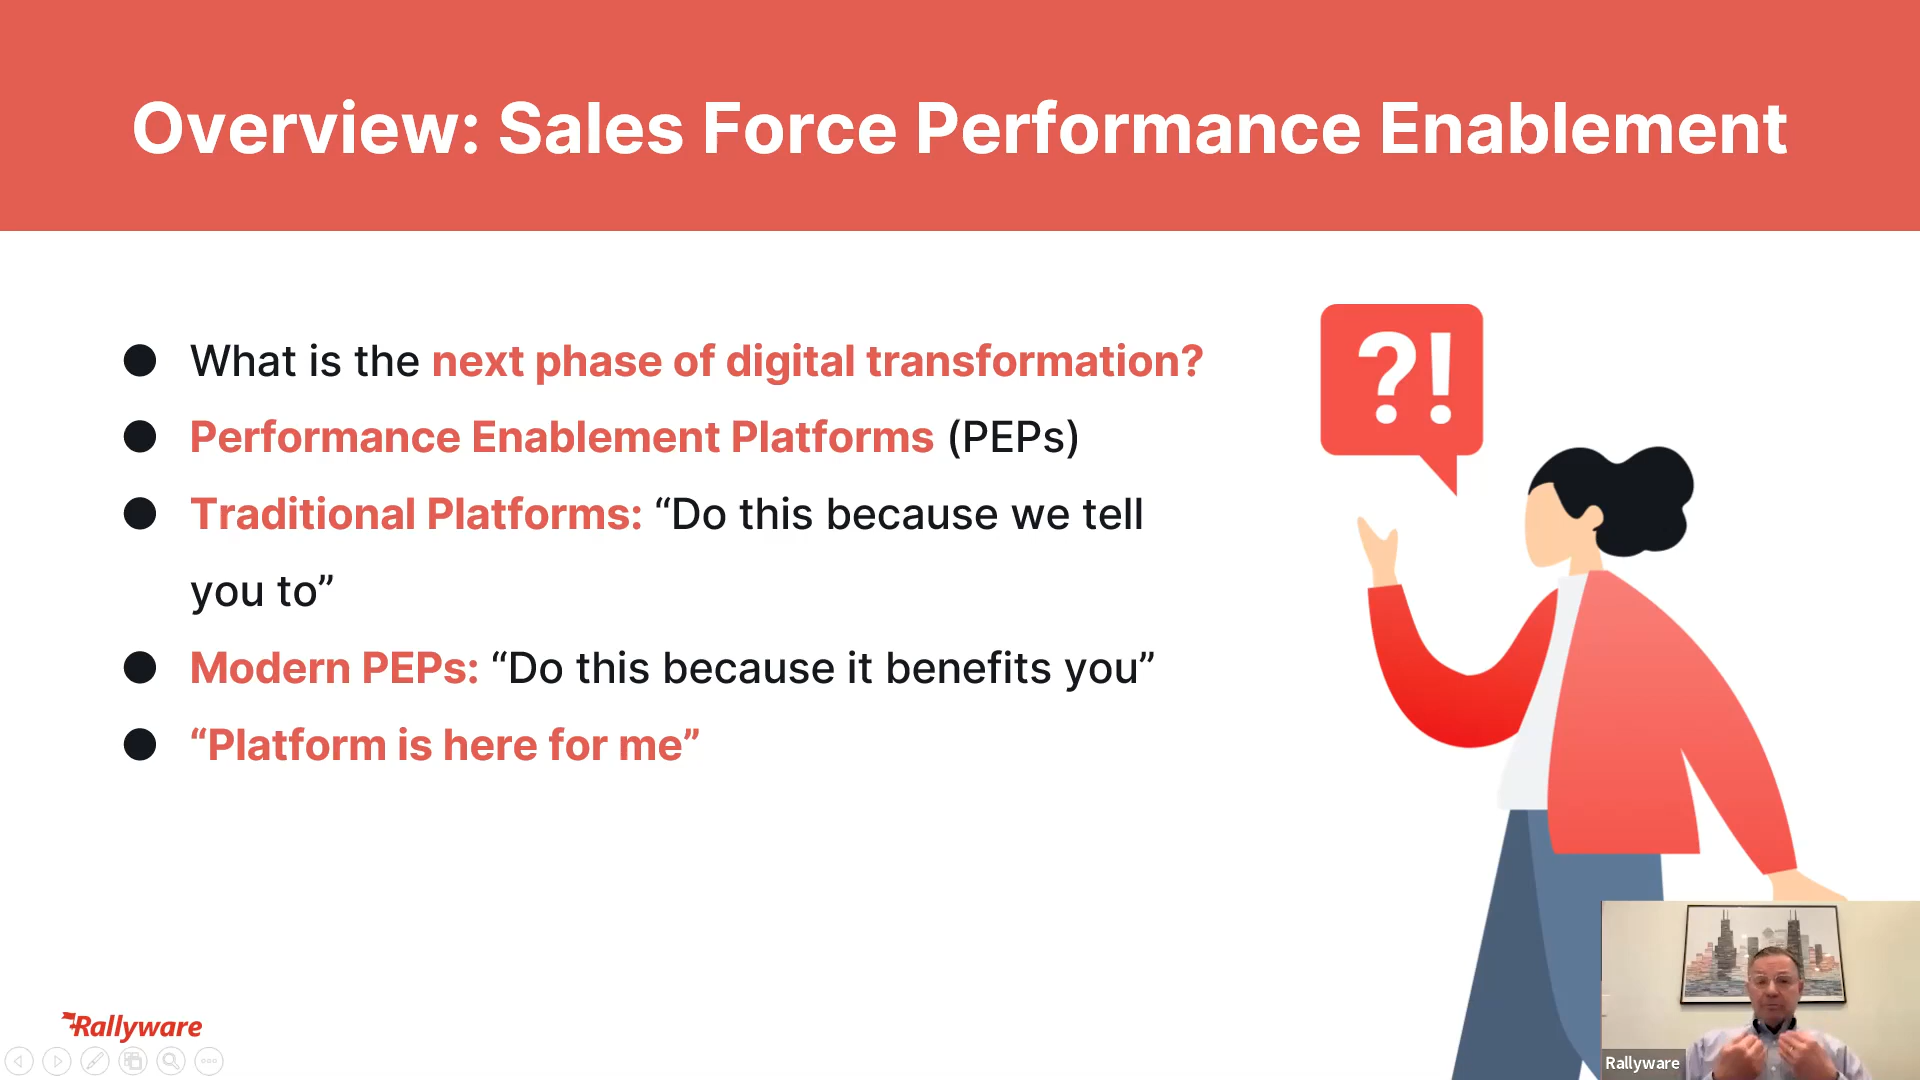 Overview: Sales Force Performance Enablement
● What is the next phase of digital transformation?
● Performance Enablement Platforms (PEPs)
● Traditional Platforms: “Do this because we tell
you to”
● Modern PEPs: “Do this because it benefits you”
● “Platform is here for me”
?!
Rallyware
Rallyware